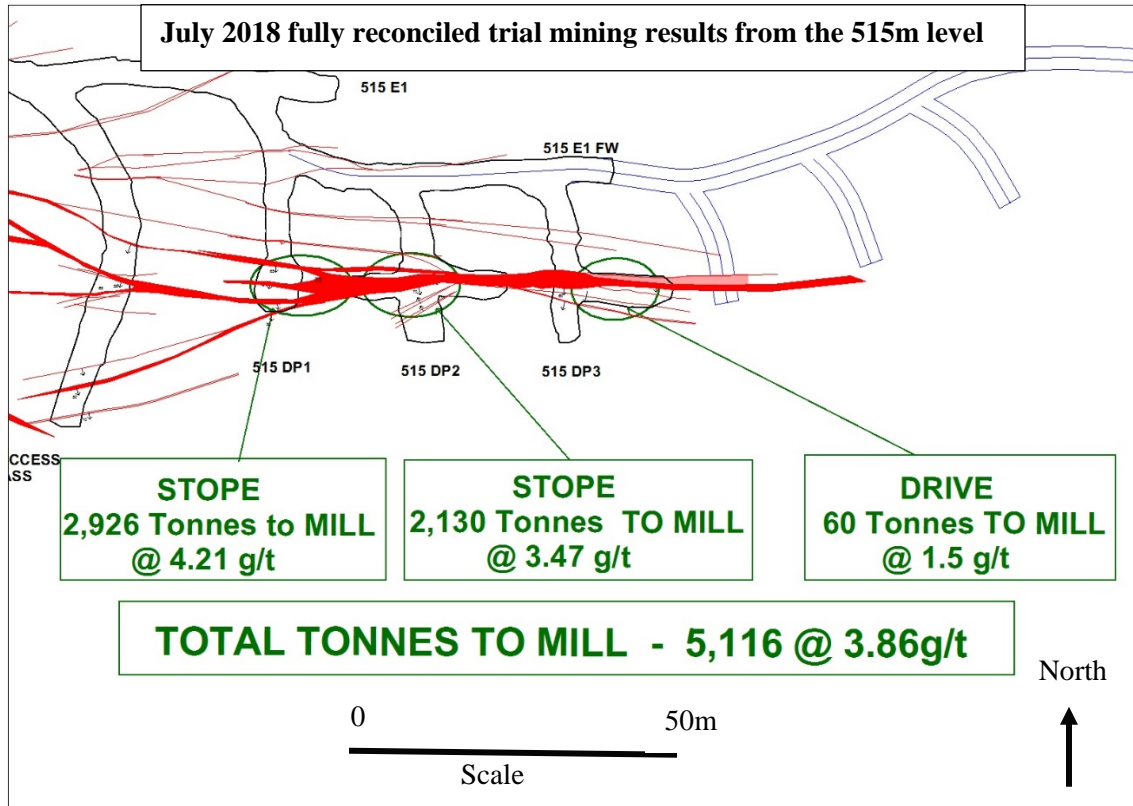 July 2018 fully reconciled trial mining results from the 515m level
515 E1
515 E1 FW
515 DP1
515 DP2
515 DP3
CCESS
ASS
STOPE
2,926 Tonnes to MILL
@ 4.21 g/t
STOPE
2,130 Tonnes TO MILL
@ 3.47 g/t
DRIVE
60 Tonnes TO MILL
@ 1.5 g/t
TOTAL TONNES TO MILL - 5,116 @ 3.86g/t
0
50m
Scale
North